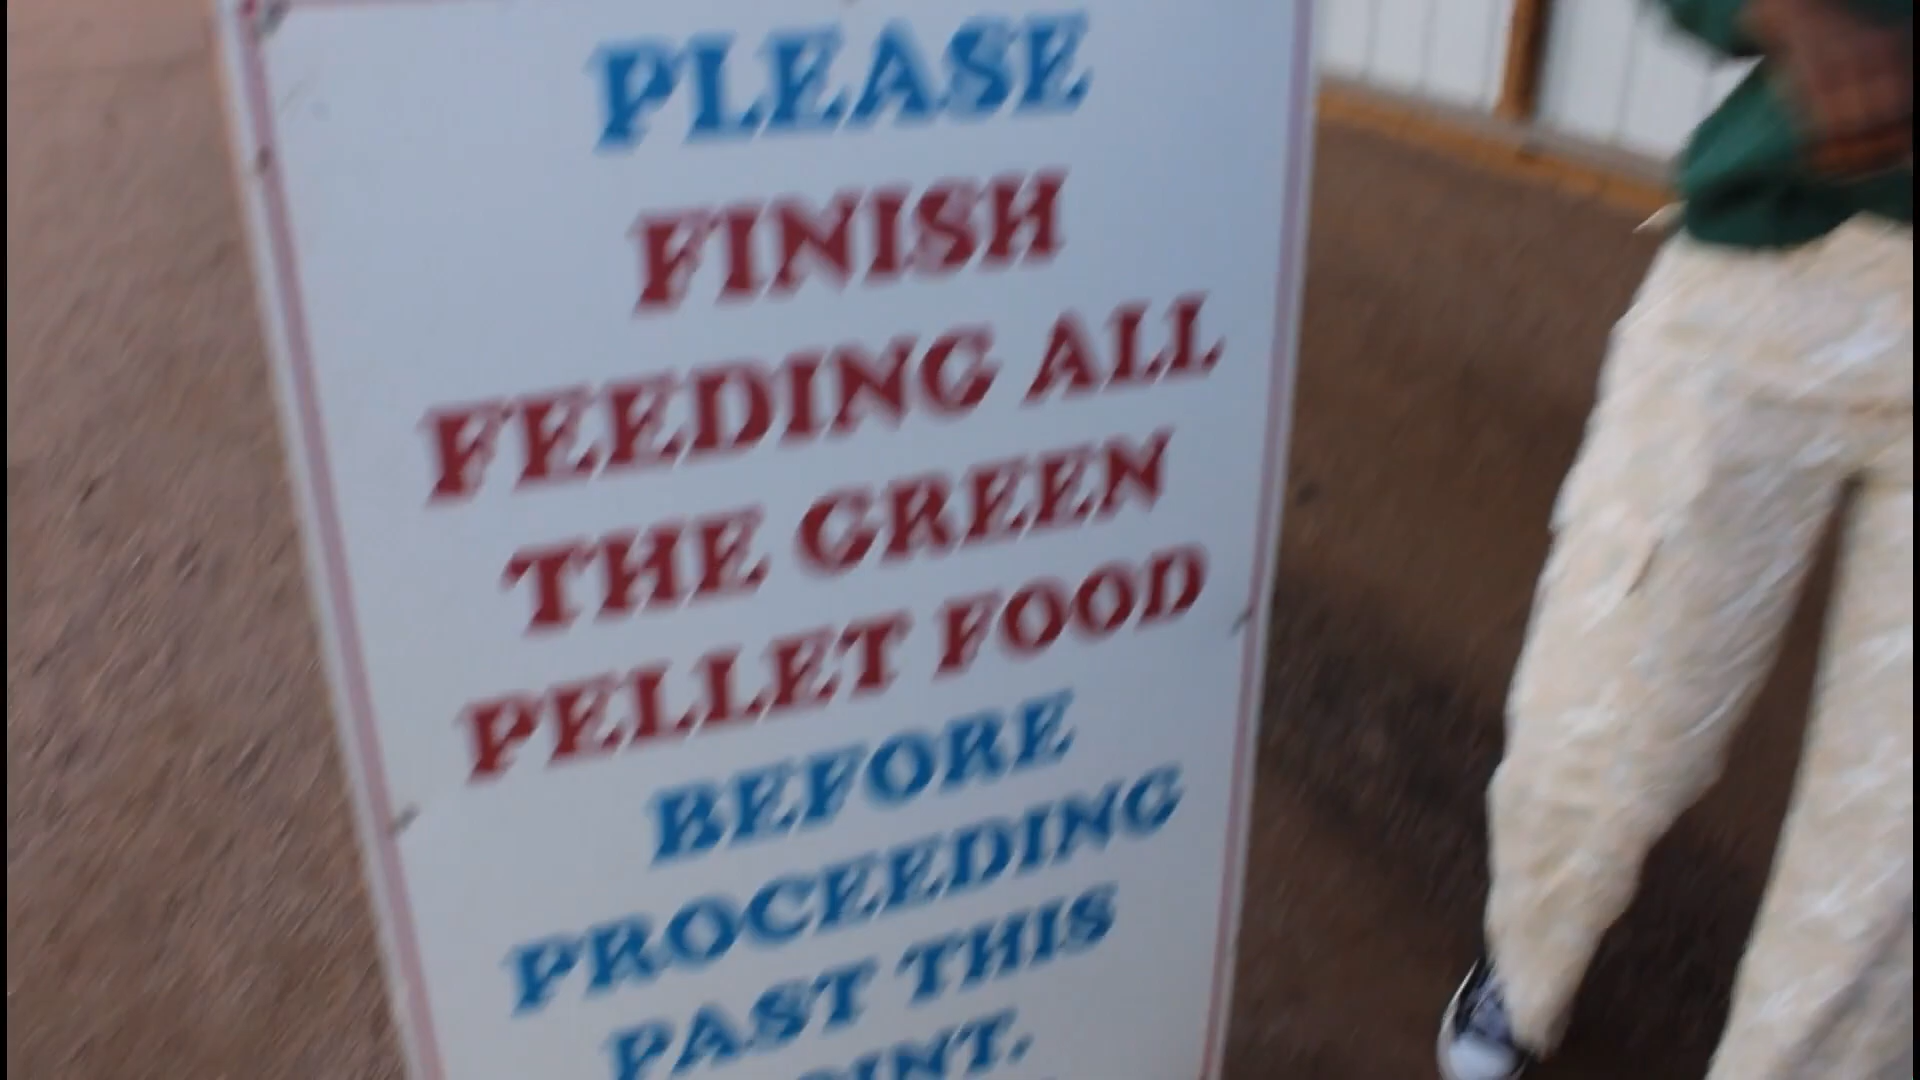 PLEASE
FINISH
FEEDING ALL
THE GREEN
PELLET FOOD
BEFORE
PROCEEDING
PAST THIS
POINT.